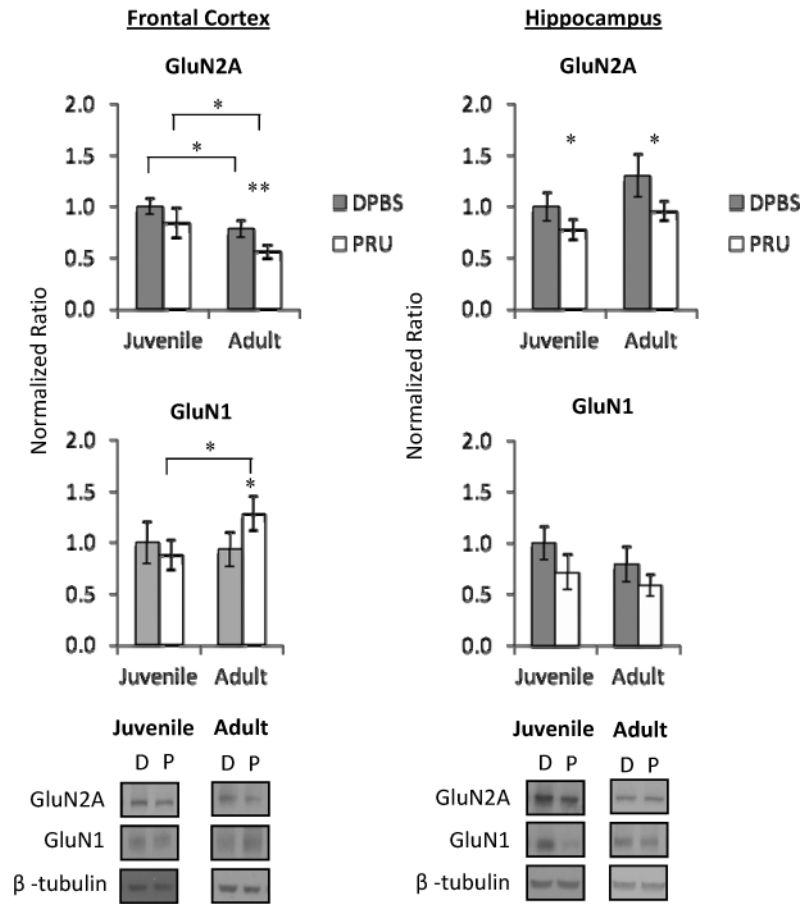 Frontal Cortex
GluN2A
Normalized Ratio
2.0
1.5
1.0
0.5
0.0
*
*
**
Juvenile Adult
DPBS
PRU
GluN1
2.0
1.5
1.0
0.5
0.0
*
*
Juvenile Adult
Juvenile Adult
D P D P
GluN2A
GluN1
β -tubulin
Hippocampus
GluN2A
Normalized Ratio
2.0
1.5
1.0
0.5
0.0
* *
Juvenile Adult
DPBS
PRU
GluN1
2.0
1.5
1.0
0.5
0.0
Juvenile Adult
Juvenile Adult
D P D P
GluN2A
GluN1
β -tubulin